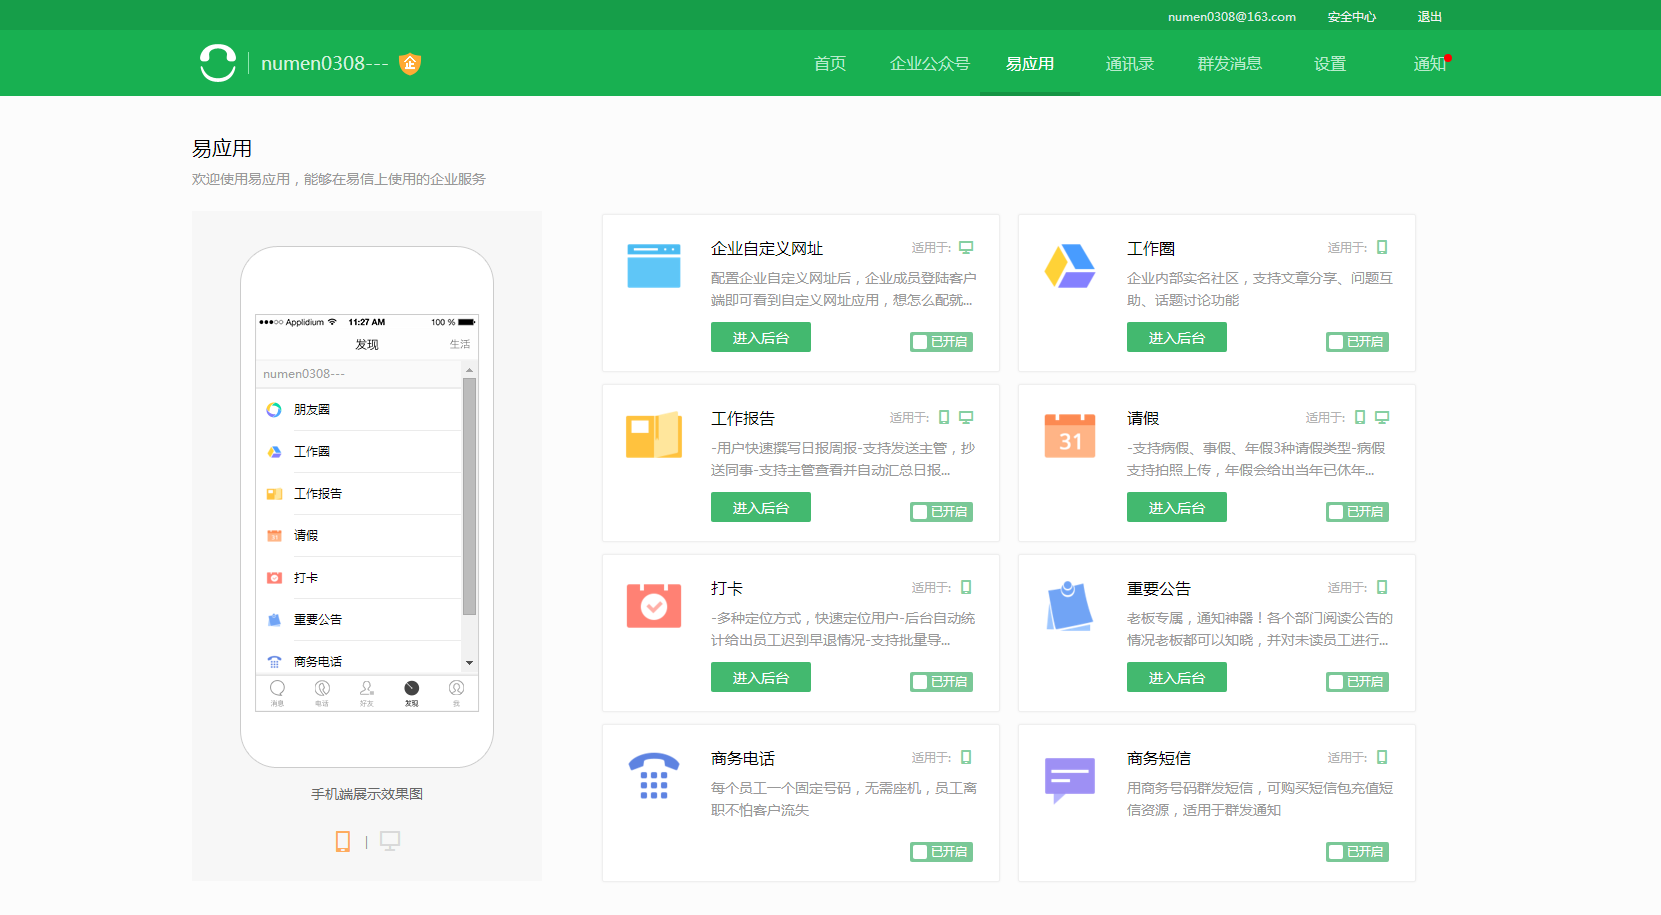 numen0308@163.com 安全中心 退出
numen0308--- 企 首页 企业公众号 易应用 通讯录 群发消息 设置 通知
易应用
欢迎使用易应用，能够在易信上使用的企业服务
●●●○○ Applidium 11:27 AM 100 %
发现 生活
numen0308---
朋友圈
工作圈
工作报告
请假
31
打卡
重要公告
商务电话
消息 电话 好友 发现 我
手机端展示效果图
|
企业自定义网址 适用于:
配置企业自定义网址后，企业成员登陆客户
端即可看到自定义网址应用，想怎么配就...
进入后台 已开启
工作圈 适用于:
企业内部实名社区，支持文章分享、问题互
助、话题讨论功能
进入后台 已开启
工作报告 适用于:
-用户快速撰写日报周报-支持发送主管，抄
送同事-支持主管查看并自动汇总日报...
进入后台 已开启
31
请假 适用于:
-支持病假、事假、年假3种请假类型-病假
支持拍照上传，年假会给出当年已休年...
进入后台 已开启
打卡 适用于:
-多种定位方式，快速定位用户-后台自动统
计给出员工迟到早退情况-支持批量导...
进入后台 已开启
重要公告 适用于:
老板专属，通知神器！各个部门阅读公告的
情况老板都可以知晓，并对未读员工进行...
进入后台 已开启
商务电话 适用于:
每个员工一个固定号码，无需座机，员工离
职不怕客户流失
已开启
商务短信 适用于:
用商务号码群发短信，可购买短信包充值短
信资源，适用于群发通知
已开启